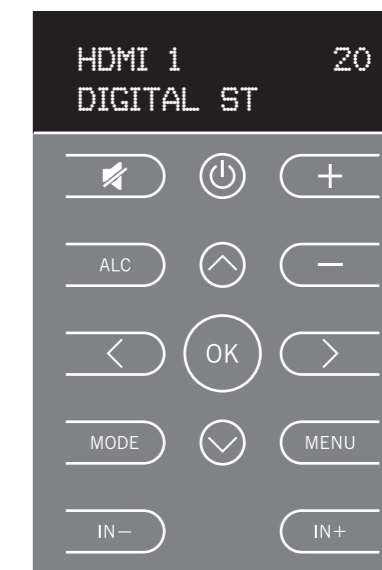 HDMI 1 20
DIGITAL ST
ALC
OK
MODE MENU
IN– IN+